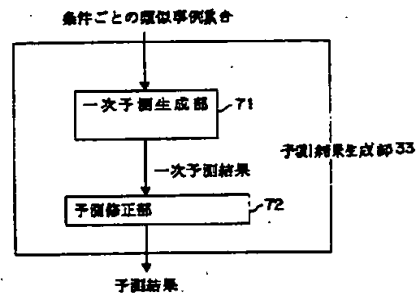 条件ごとの類似事例集合
一次予測生成部
71
予測結果生成部33
一次予測結果
予測修正部
72
予測結果